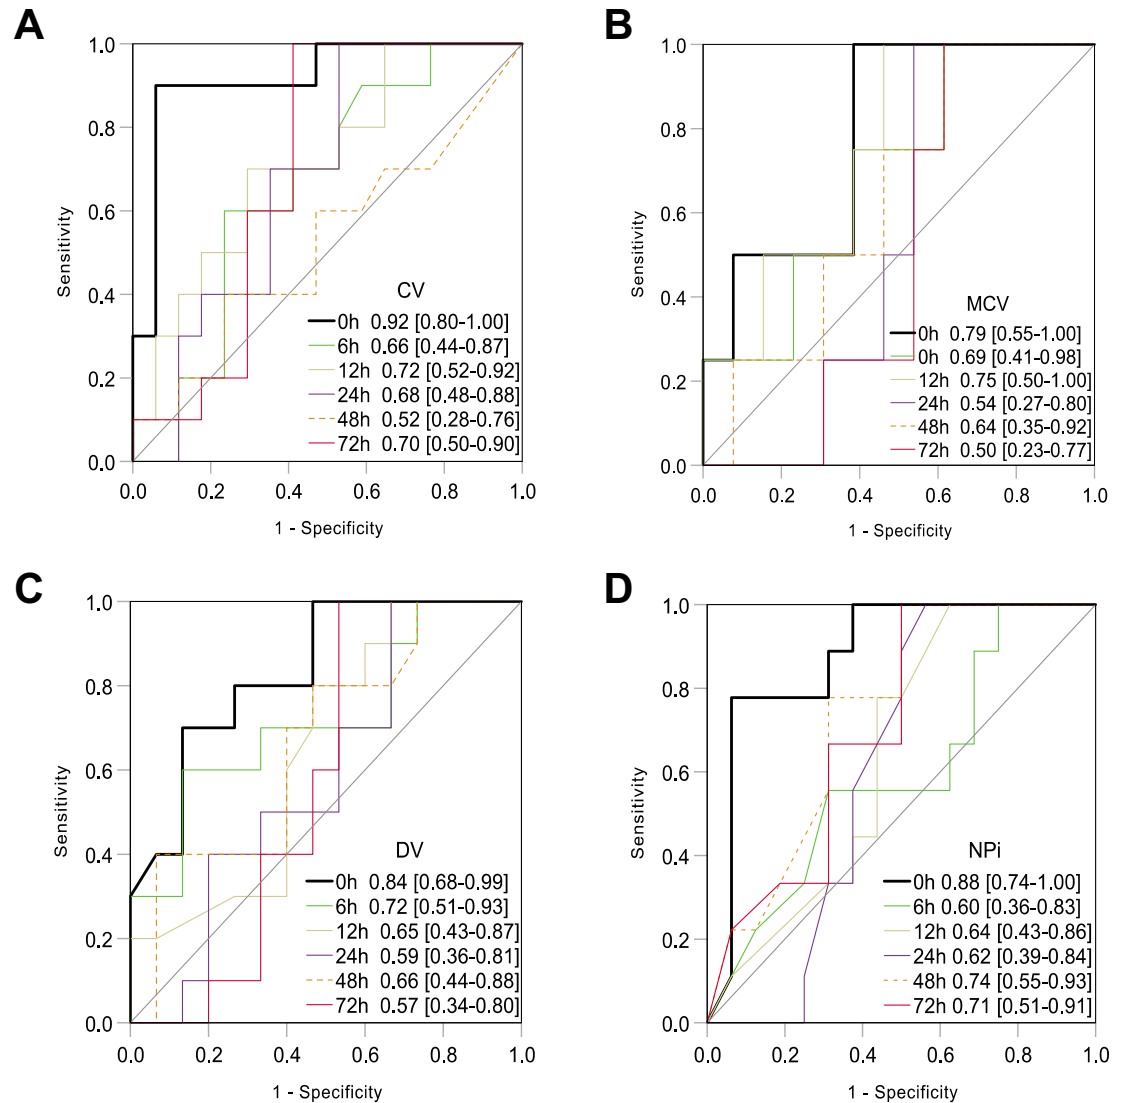 A
1.0
0.8
0.6
0.4
0.2
0.0
Sensitivity
CV
0h 0.92 [0.80-1.00]
6h 0.66 [0.44-0.87]
12h 0.72 [0.52-0.92]
24h 0.68 [0.48-0.88]
48h 0.52 [0.28-0.76]
72h 0.70 [0.50-0.90]
0.0 0.2 0.4 0.6 0.8 1.0
1 - Specificity
B
1.0
0.8
0.6
0.4
0.2
0.0
Sensitivity
MCV
0h 0.79 [0.55-1.00]
0h 0.69 [0.41-0.98]
12h 0.75 [0.50-1.00]
24h 0.54 [0.27-0.80]
48h 0.64 [0.35-0.92]
72h 0.50 [0.23-0.77]
0.0 0.2 0.4 0.6 0.8 1.0
1 - Specificity
C
1.0
0.8
0.6
0.4
0.2
0.0
Sensitivity
DV
0h 0.84 [0.68-0.99]
6h 0.72 [0.51-0.93]
12h 0.65 [0.43-0.87]
24h 0.59 [0.36-0.81]
48h 0.66 [0.44-0.88]
72h 0.57 [0.34-0.80]
0.0 0.2 0.4 0.6 0.8 1.0
1 - Specificity
D
1.0
0.8
0.6
0.4
0.2
0.0
Sensitivity
NPi
0h 0.88 [0.74-1.00]
6h 0.60 [0.36-0.83]
12h 0.64 [0.43-0.86]
24h 0.62 [0.39-0.84]
48h 0.74 [0.55-0.93]
72h 0.71 [0.51-0.91]
0.0 0.2 0.4 0.6 0.8 1.0
1 - Specificity